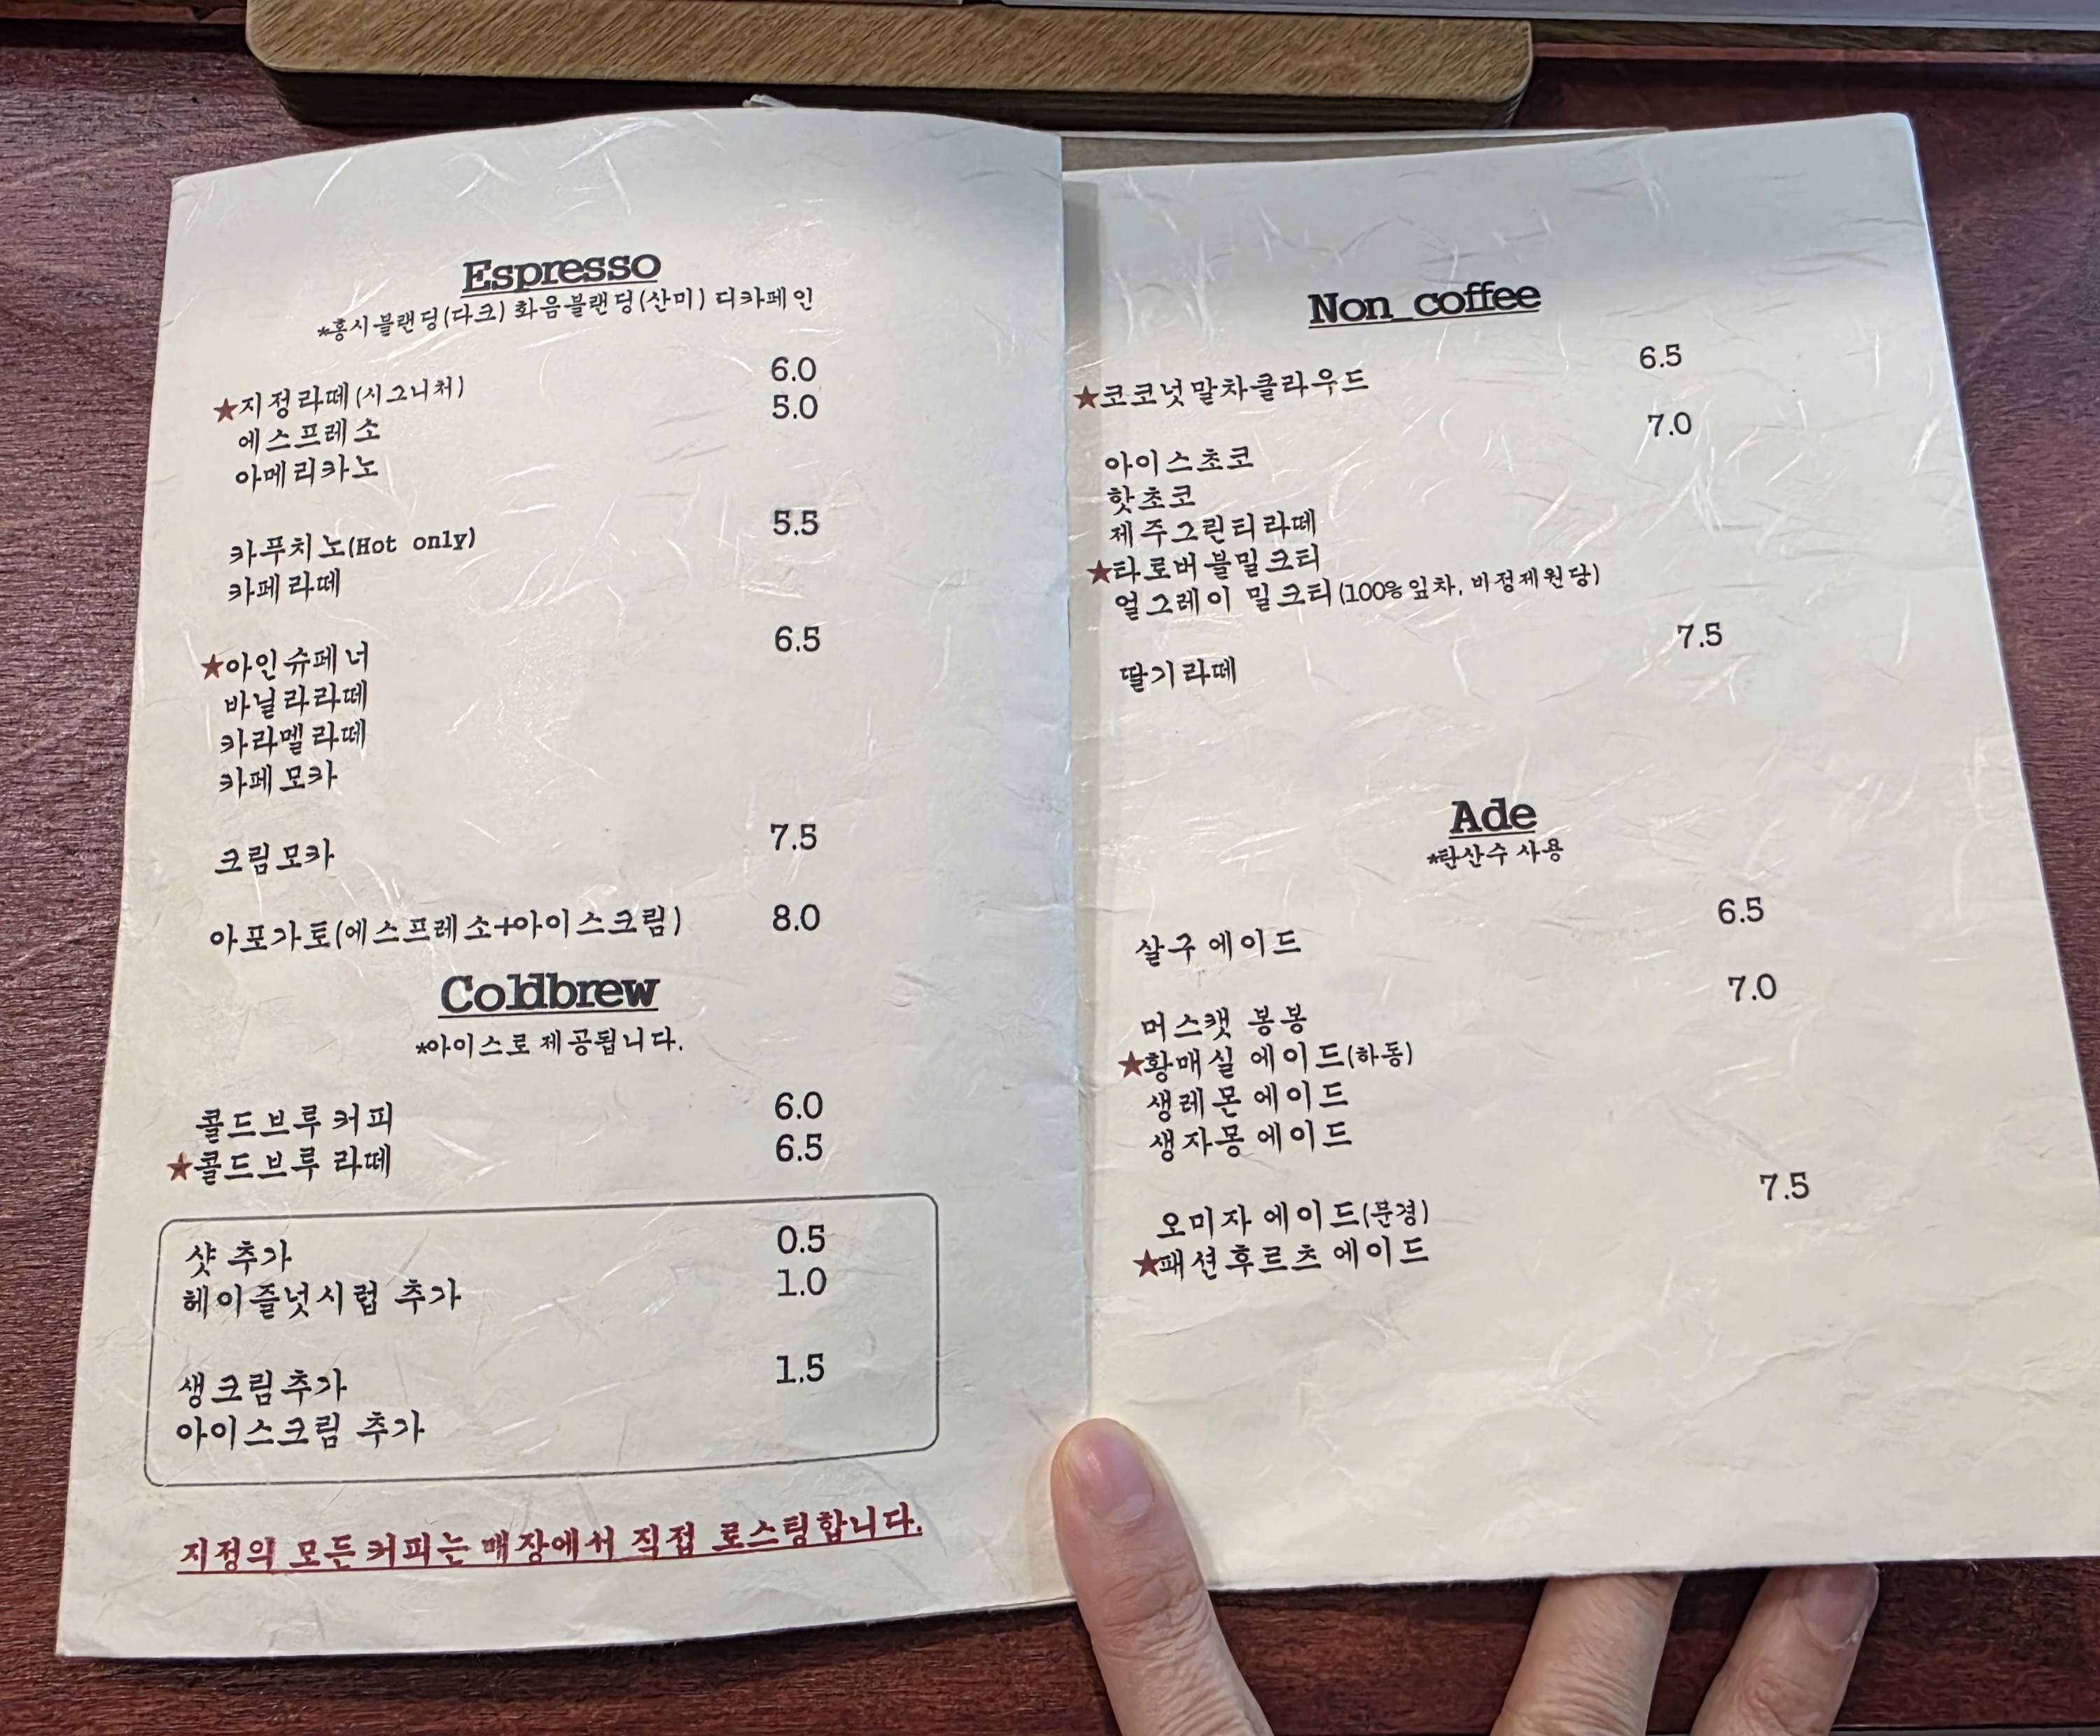 Espresso
*홍시블랜딩(다크) 화음블랜딩(산미) 디카페인
★지정라떼(시그니처) 6.0
에스프레소 5.0
아메리카노
카푸치노(Hot only) 5.5
카페라떼
★아인슈페너 6.5
바닐라라떼
카라멜라떼
카페모카
크림모카 7.5
아포가토(에스프레소+아이스크림) 8.0
Coldbrew
*아이스로 제공됩니다.
콜드브루커피 6.0
★콜드브루 라떼 6.5
샷 추가 0.5
헤이즐넛시럽 추가 1.0
생크림추가 1.5
아이스크림 추가
지정의 모든 커피는 매장에서 직접 로스팅합니다.
Non_coffee
★코코넛말차클라우드 6.5
아이스초코 7.0
핫초코
제주그린티라떼
★타로버블밀크티
얼그레이 밀크티(100%잎차, 비정제원당)
딸기라떼 7.5
Ade
*탄산수 사용
살구 에이드 6.5
머스캣 봉봉 7.0
★황매실 에이드(하동)
생레몬에이드
생자몽에이드
오미자 에이드(문경) 7.5
★패션후르츠 에이드